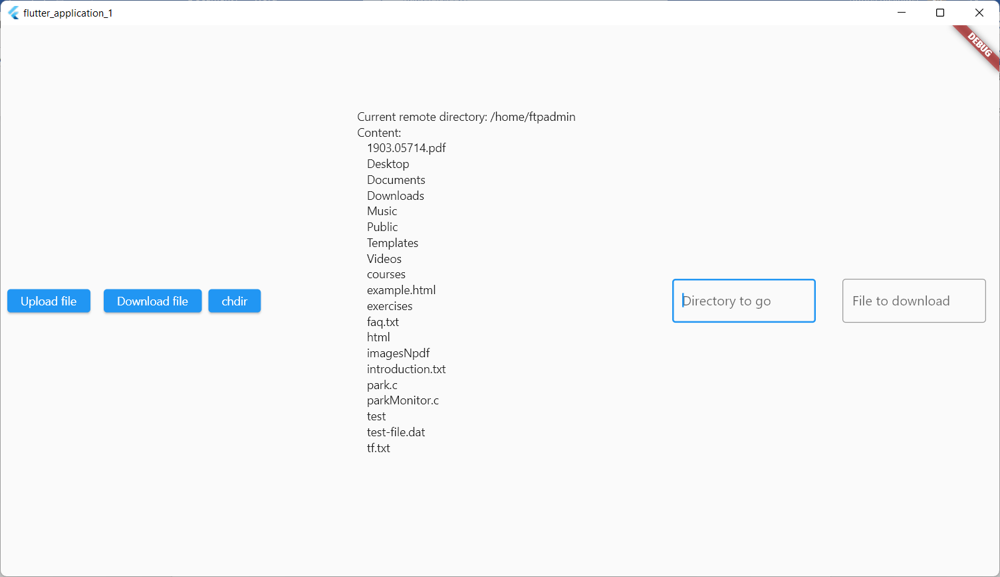 flutter_application_1
DEBUG
Current remote directory: /home/ftpadmin
Content:
1903.05714.pdf
Desktop
Documents
Downloads
Music
Public
Templates
Videos
courses
example.html
exercises
faq.txt
html
imagesNpdf
introduction.txt
park.c
parkMonitor.c
test
test-file.dat
tf.txt
Upload file
Download file
chdir
Directory to go
File to download